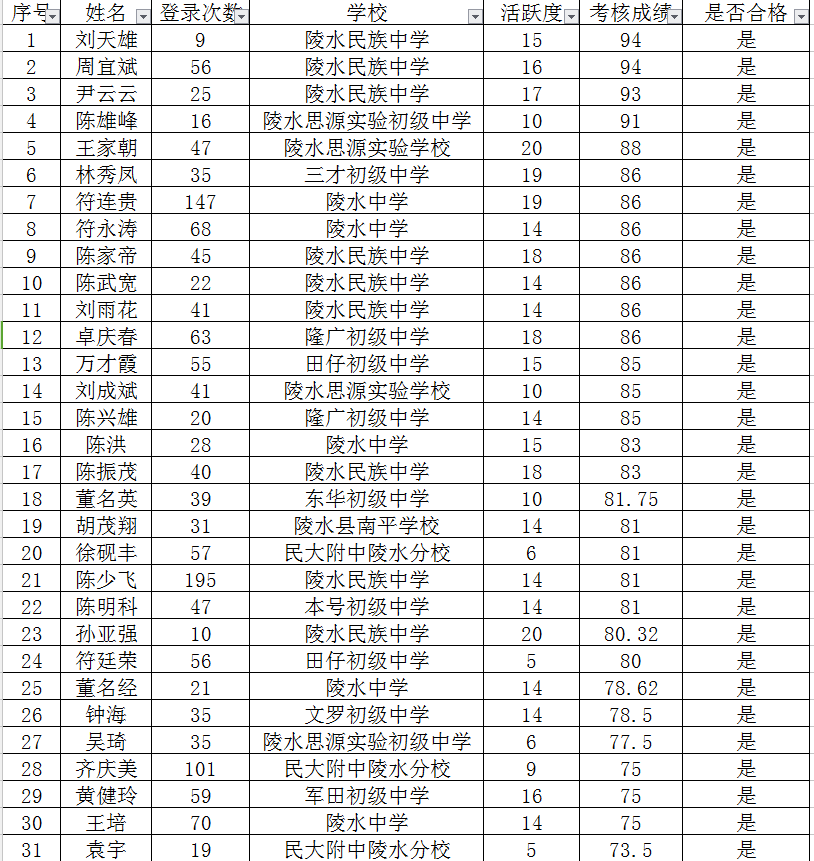 序号 姓名 登录次数 学校 活跃度 考核成绩 是否合格
1 刘天雄 9 陵水民族中学 15 94 是
2 周宜斌 56 陵水民族中学 16 94 是
3 尹云云 25 陵水民族中学 17 93 是
4 陈雄峰 16 陵水思源实验初级中学 10 91 是
5 王家朝 47 陵水思源实验学校 20 88 是
6 林秀凤 35 三才初级中学 19 86 是
7 符连贵 147 陵水中学 19 86 是
8 符永涛 68 陵水中学 14 86 是
9 陈家帝 45 陵水民族中学 18 86 是
10 陈武宽 22 陵水民族中学 14 86 是
11 刘雨花 41 陵水民族中学 14 86 是
12 卓庆春 63 隆广初级中学 18 86 是
13 万才霞 55 田仔初级中学 15 85 是
14 刘成斌 41 陵水思源实验学校 10 85 是
15 陈兴雄 20 隆广初级中学 14 85 是
16 陈洪 28 陵水中学 15 83 是
17 陈振茂 40 陵水民族中学 18 83 是
18 董名英 39 东华初级中学 10 81.75 是
19 胡茂翔 31 陵水县南平学校 14 81 是
20 徐砚丰 57 民大附中陵水分校 6 81 是
21 陈少飞 195 陵水民族中学 14 81 是
22 陈明科 47 本号初级中学 14 81 是
23 孙亚强 10 陵水民族中学 20 80.32 是
24 符廷荣 56 田仔初级中学 5 80 是
25 董名经 21 陵水中学 14 78.62 是
26 钟海 35 文罗初级中学 14 78.5 是
27 吴琦 35 陵水思源实验初级中学 6 77.5 是
28 齐庆美 101 民大附中陵水分校 9 75 是
29 黄健玲 59 军田初级中学 16 75 是
30 王培 70 陵水中学 14 75 是
31 袁宇 19 民大附中陵水分校 5 73.5 是